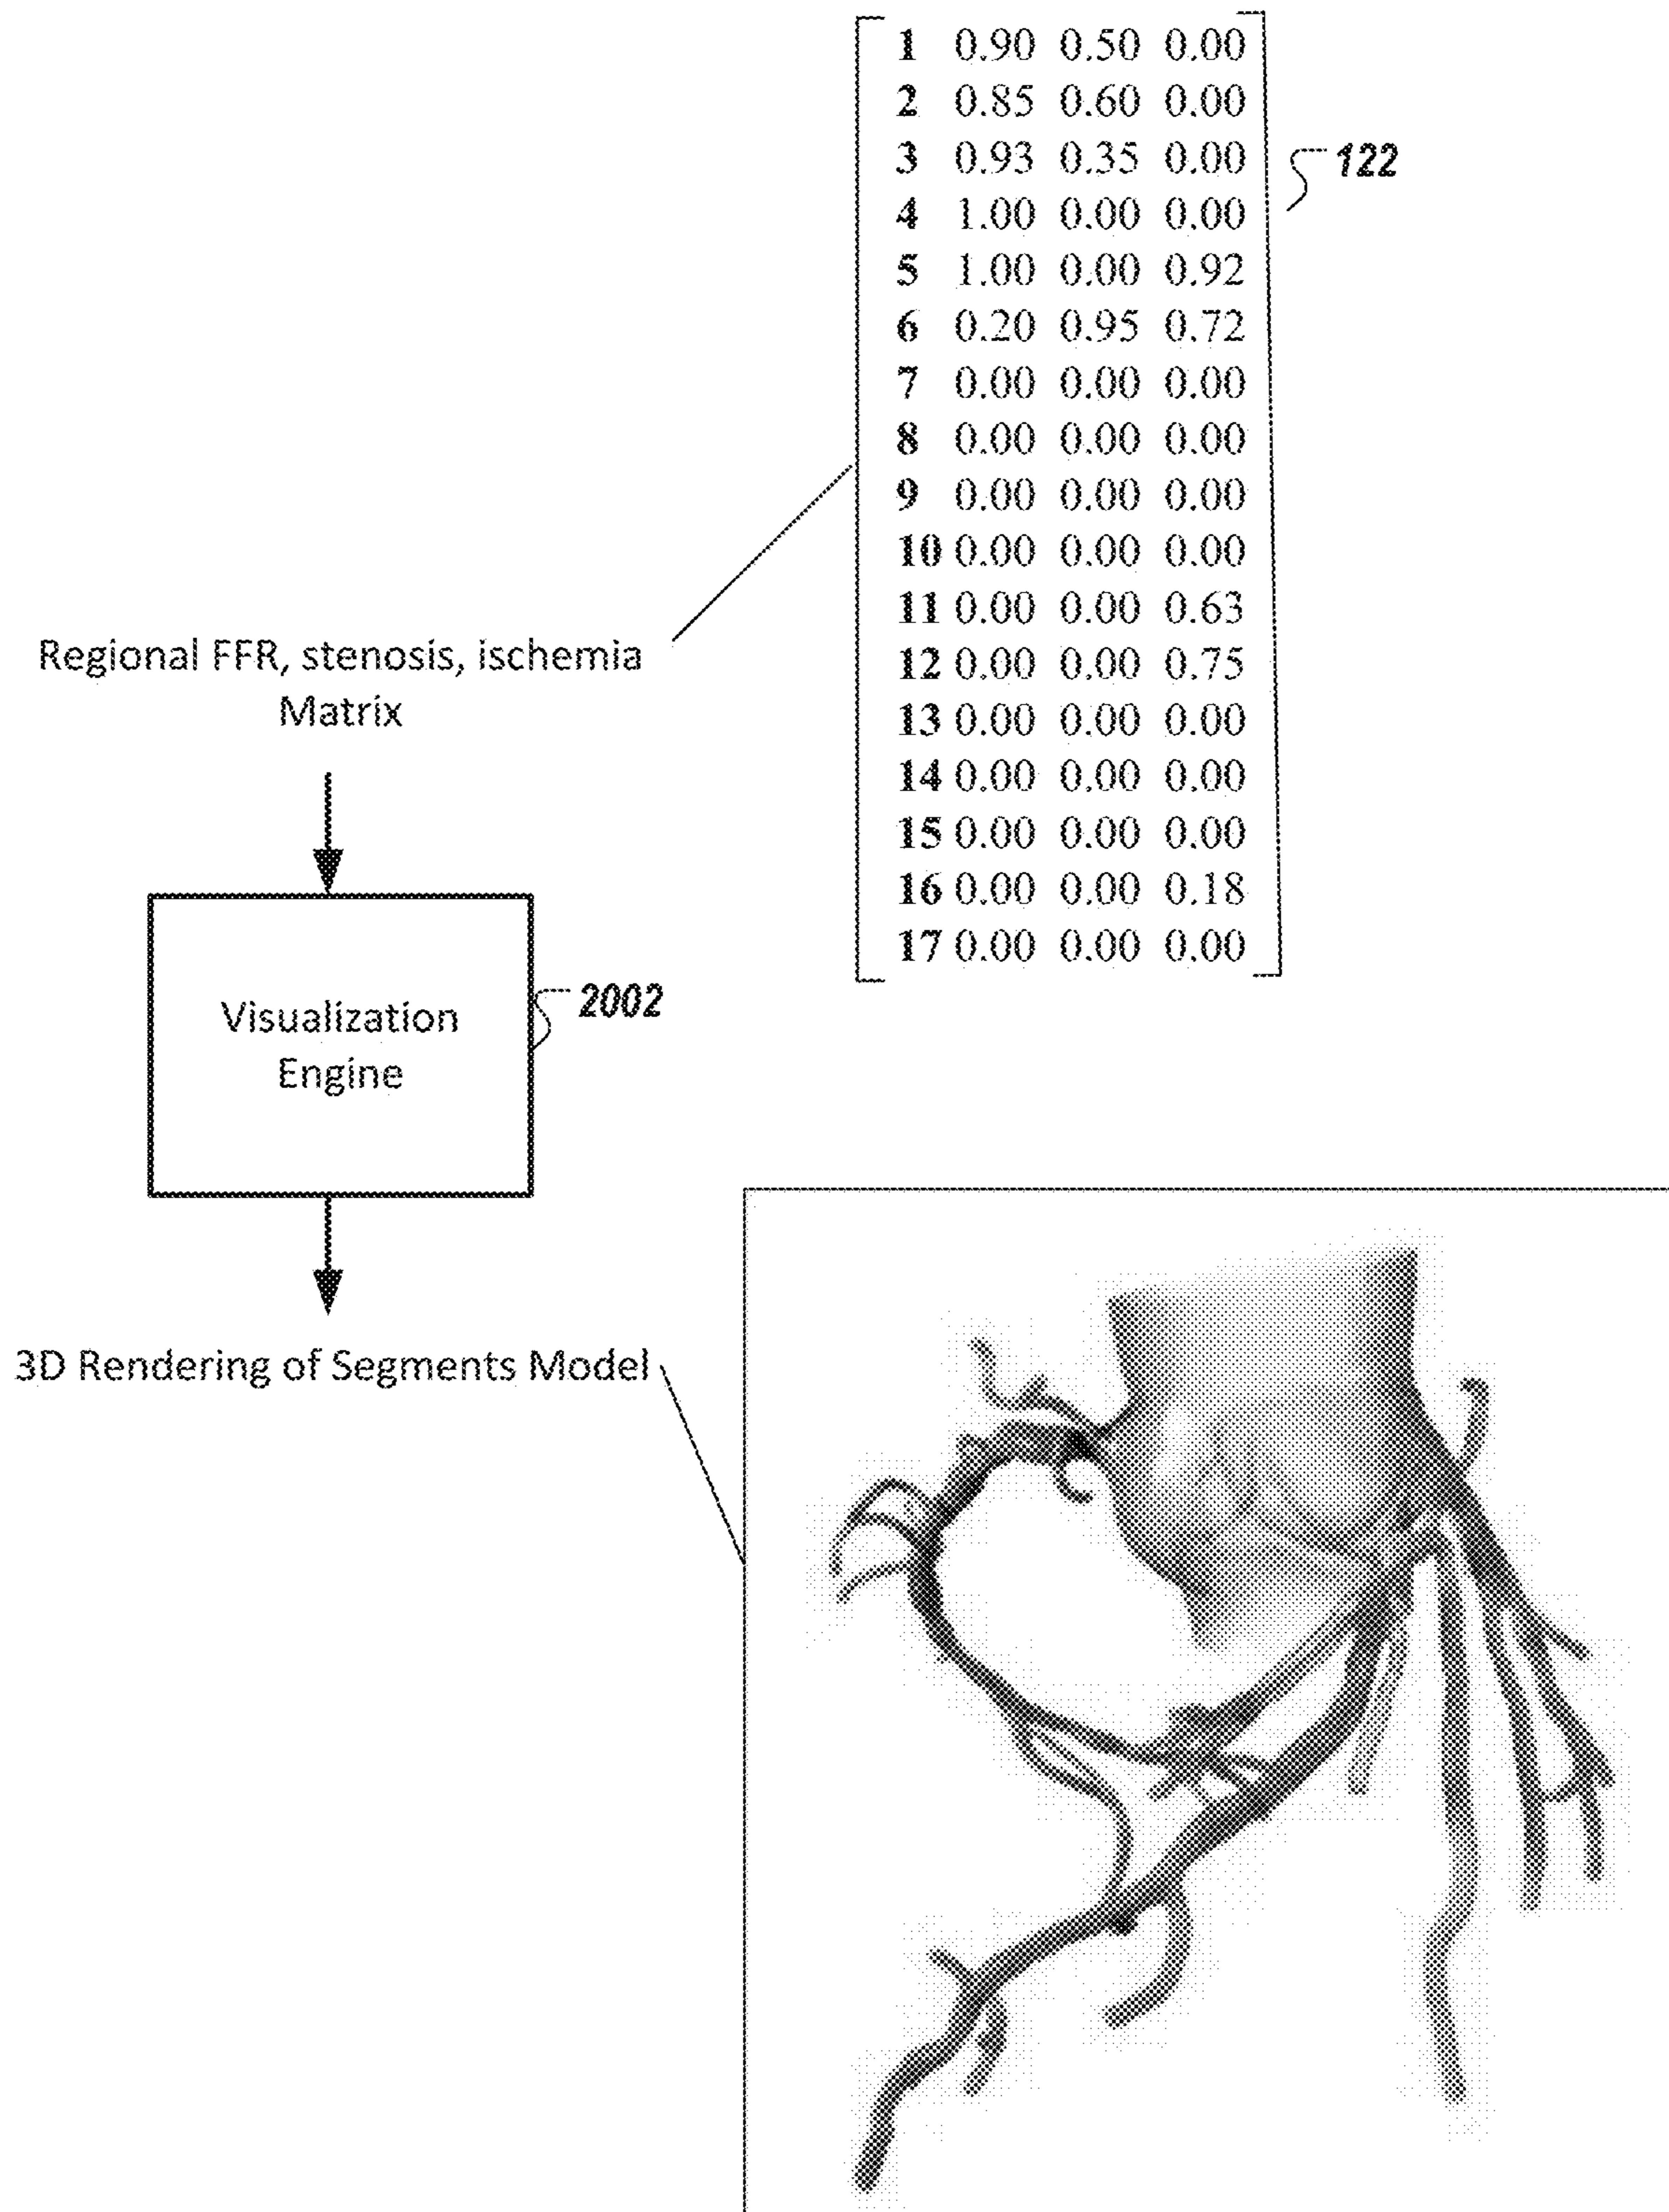 1 0.90 0.50 0.00
2 0.85 0.60 0.00
3 0.93 0.35 0.00
4 1.00 0.00 0.00
5 1.00 0.00 0.92
6 0.20 0.95 0.72
7 0.00 0.00 0.00
8 0.00 0.00 0.00
9 0.00 0.00 0.00
10 0.00 0.00 0.00
11 0.00 0.00 0.63
12 0.00 0.00 0.75
13 0.00 0.00 0.00
14 0.00 0.00 0.00
15 0.00 0.00 0.00
16 0.00 0.00 0.18
17 0.00 0.00 0.00
122
Regional FFR, stenosis, ischemia
Matrix
Visualization
Engine
2002
3D Rendering of Segments Model